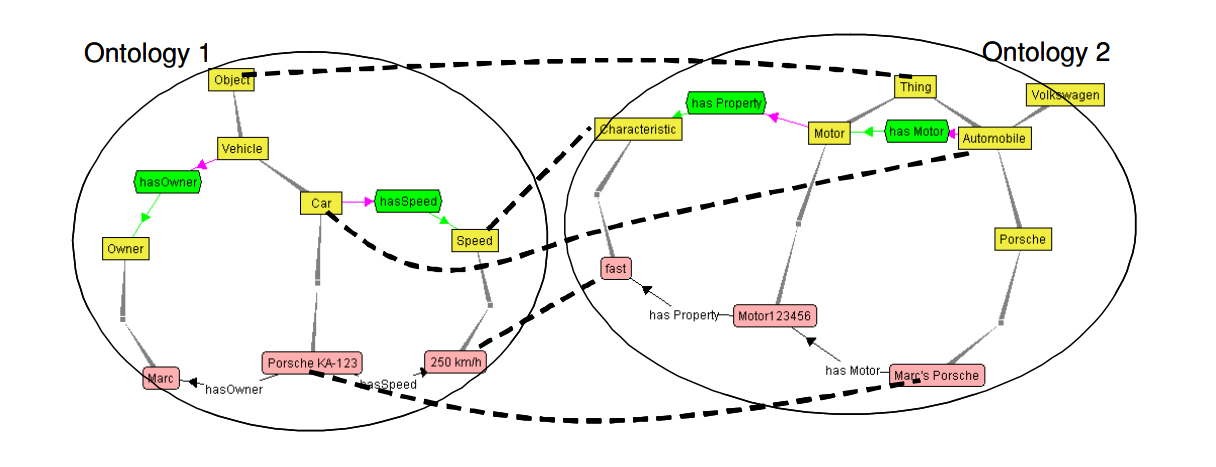 Ontology 1
Ontology 2
Object
Thing
Volkswagen
has Property
Characteristic
Motor
has Motor
Automobile
Vehicle
hasOwner
Car
hasSpeed
Owner
Speed
Porsche
fast
has Property
Motor123456
Marc
Porsche KA-123
250 km/h
has Motor
Marc's Porsche
hasOwner
hasSpeed